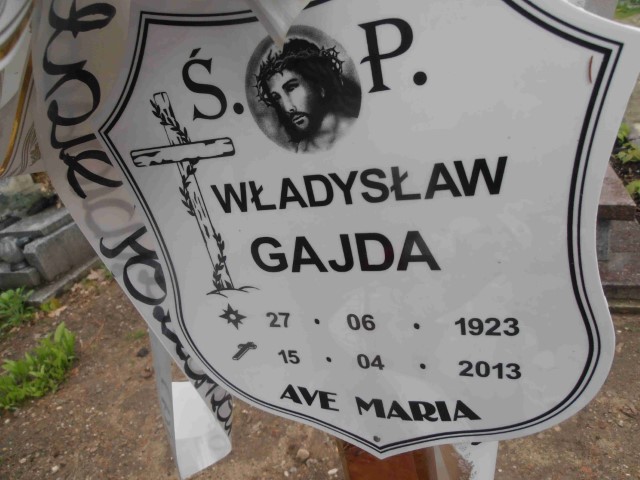 Ś. P.
WŁADYSŁAW
GAJDA
27 · 06 · 1923
15 · 04 · 2013
AVE MARIA